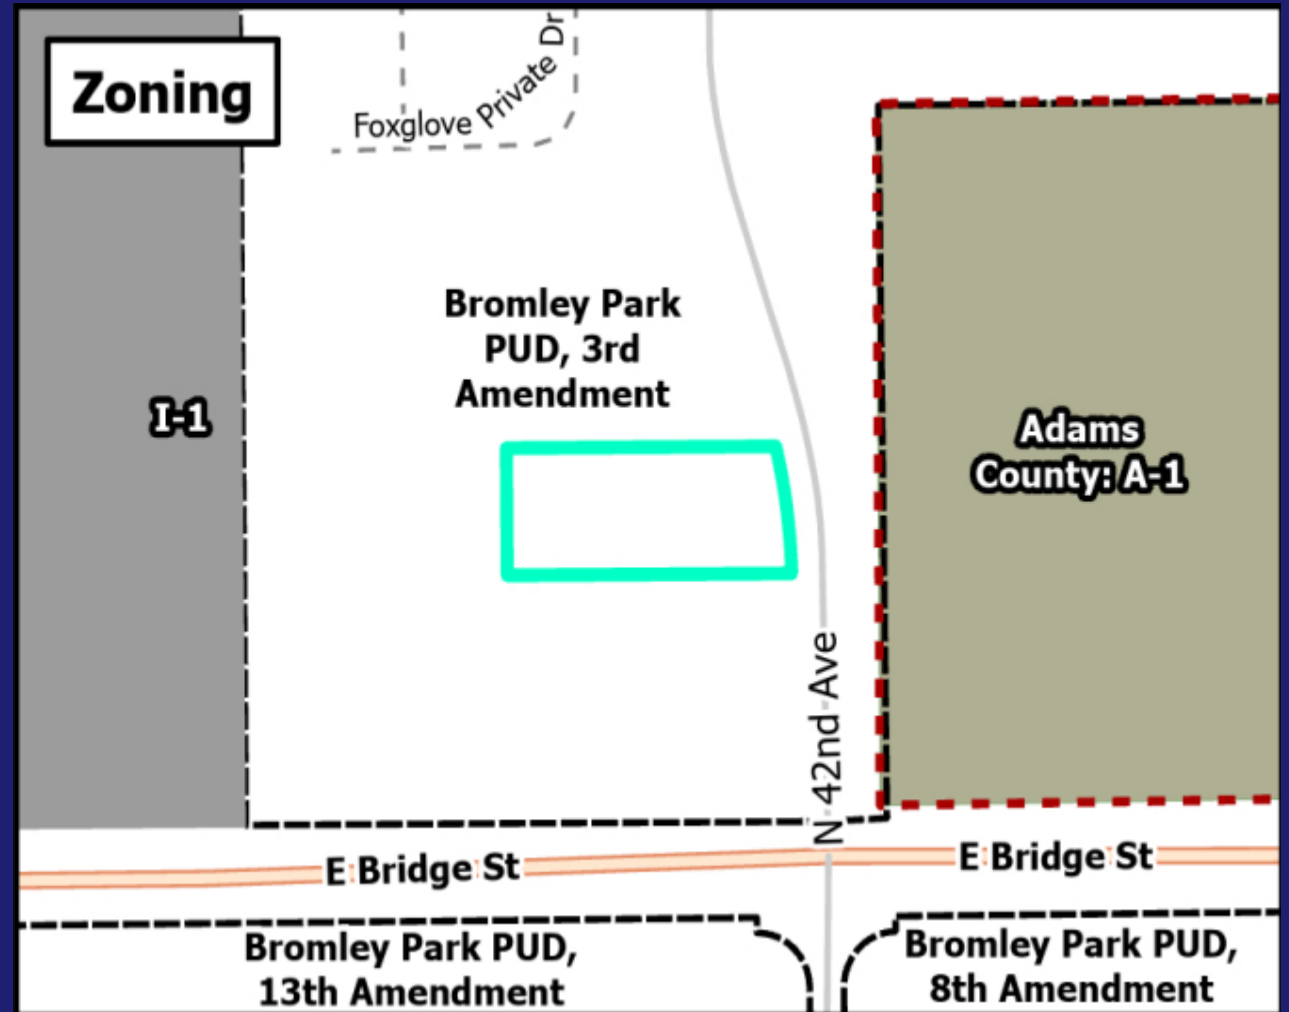 Zoning
Foxglove Private Dr
Bromley Park
PUD, 3rd
Amendment
I-1
Adams
County: A-1
N 42nd Ave
E Bridge St
E Bridge St
Bromley Park PUD,
13th Amendment
Bromley Park PUD,
8th Amendment